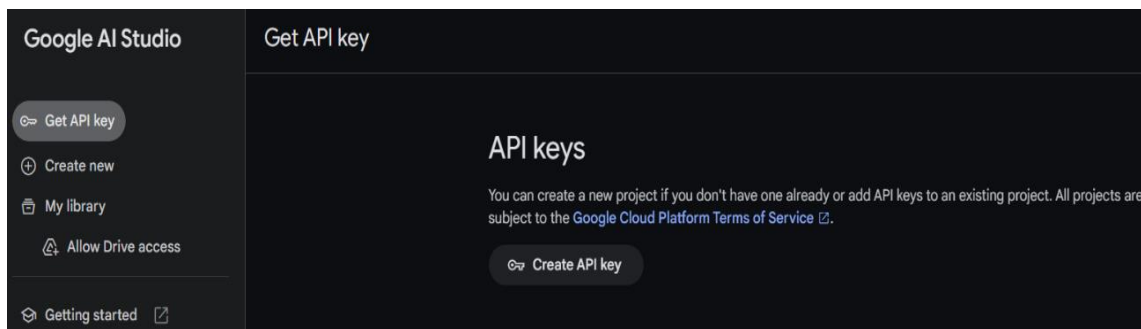 Google AI Studio
Get API key
Create new
My library
Allow Drive access
Getting started
Get API key
API keys
You can create a new project if you don't have one already or add API keys to an existing project. All projects are
subject to the Google Cloud Platform Terms of Service.
Create API key